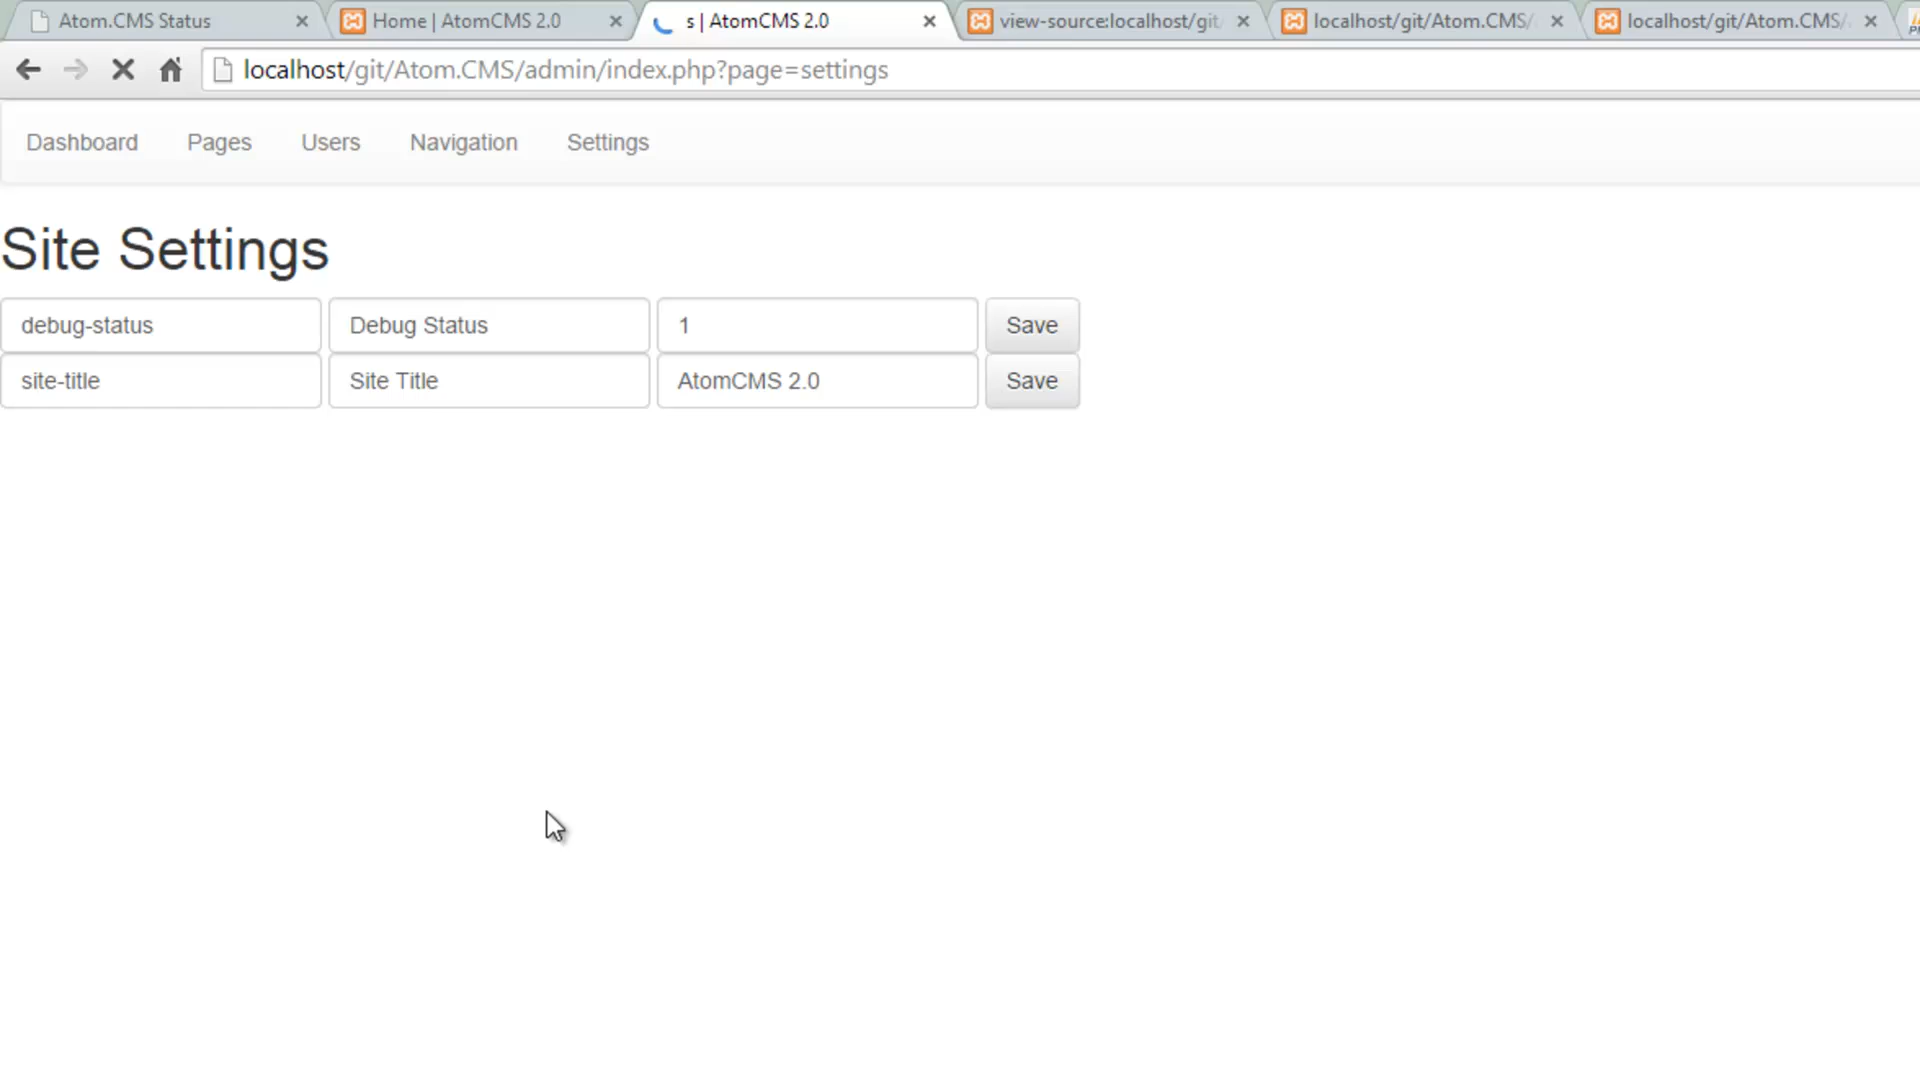 Atom.CMS Status
Home | AtomCMS 2.0
s | AtomCMS 2.0
view-source:localhost/git/
localhost/git/Atom.CMS/
localhost/git/Atom.CMS/
localhost/git/Atom.CMS/admin/index.php?page=settings
Dashboard Pages Users Navigation Settings
Site Settings
debug-status Debug Status 1 Save
site-title Site Title AtomCMS 2.0 Save